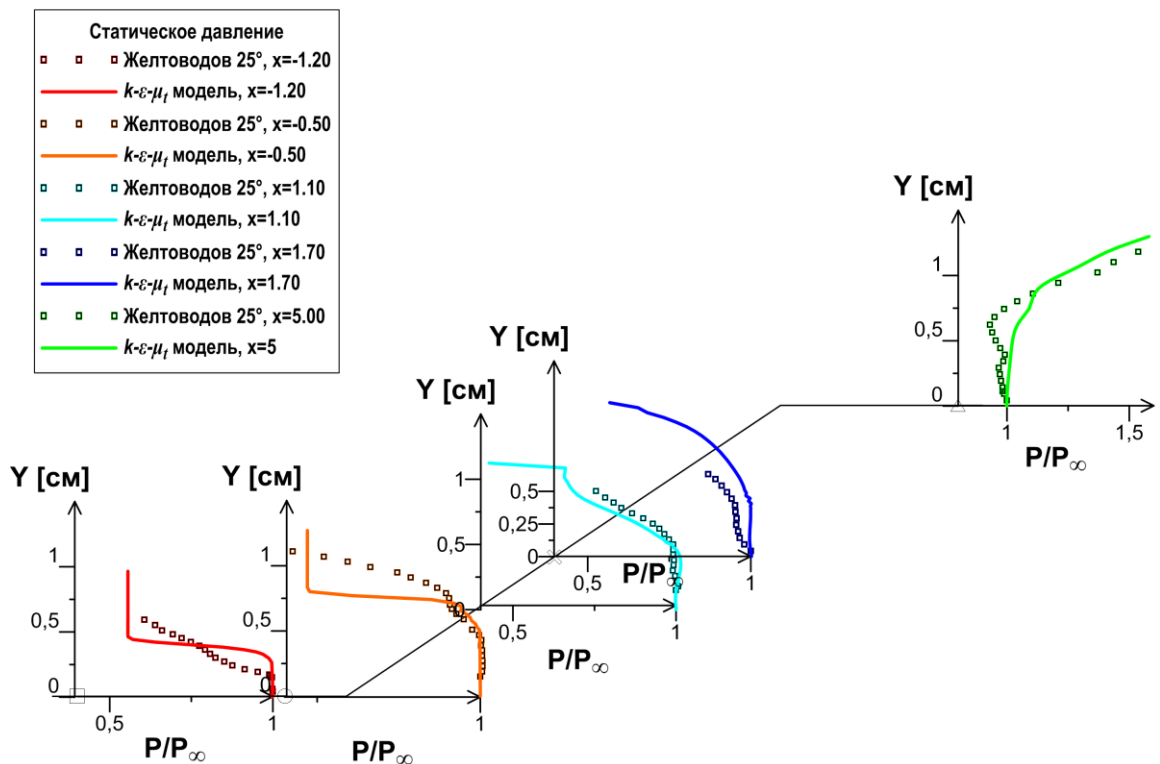 Статическое давление
Желтоводов 25°, x=-1.20
k-ε-μt модель, x=-1.20
Желтоводов 25°, x=-0.50
k-ε-μt модель, x=-0.50
Желтоводов 25°, x=1.10
k-ε-μt модель, x=1.10
Желтоводов 25°, x=1.70
k-ε-μt модель, x=1.70
Желтоводов 25°, x=5.00
k-ε-μt модель, x=5
Y [см]
1
0,5
0
0,5
1
P/P∞
Y [см]
1
0,5
0
1
P/P∞
Y [см]
1
0,5
0
0,5
1
P/P∞
Y [см]
0,5
0,25
0
0,5
1
P/P∞
Y [см]
1
0,5
0
1
1,5
P/P∞